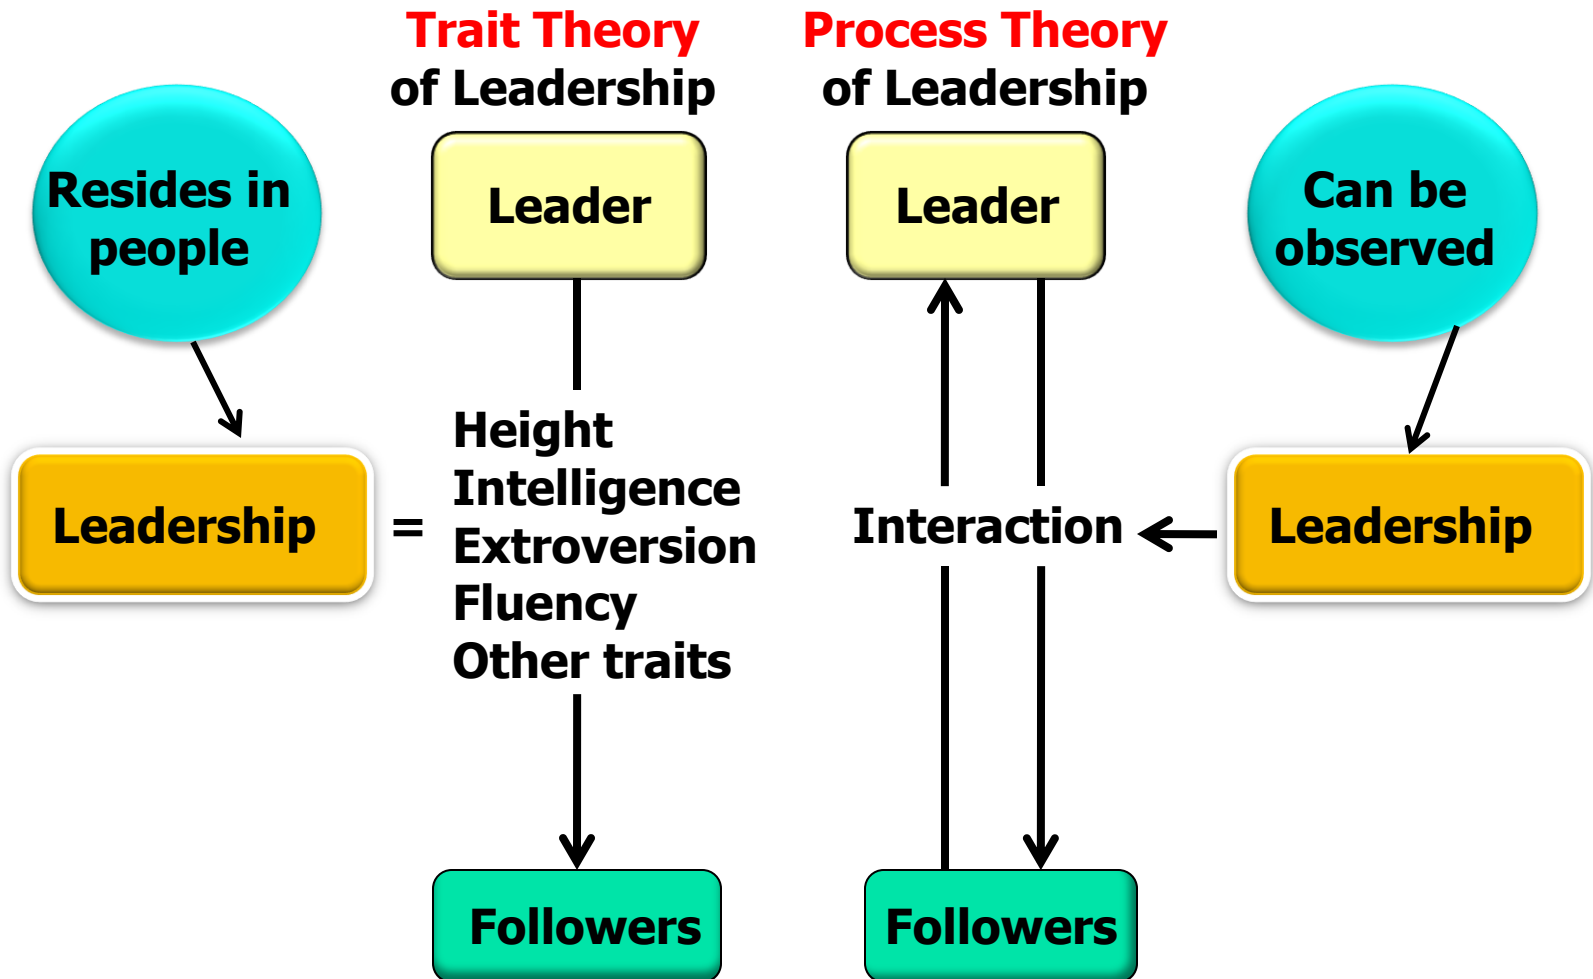 Trait Theory
of Leadership
Process Theory
of Leadership
Resides in
people
Leader
Leader
Can be
observed
Leadership
=
Height
Intelligence
Extroversion
Fluency
Other traits
Interaction
Leadership
Followers
Followers